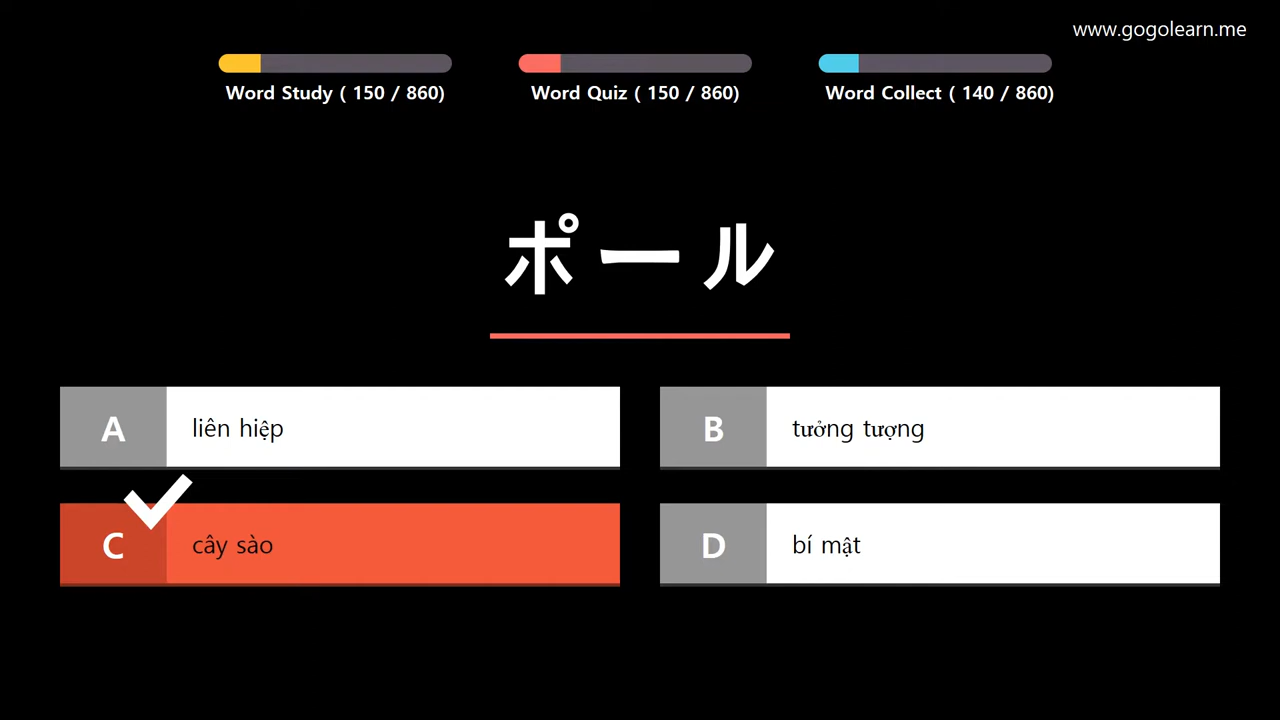 www.gogolearn.me
Word Study ( 150 / 860)
Word Quiz ( 150 / 860)
Word Collect ( 140 / 860)
ポール
A liên hiệp
B tưởng tượng
C cây sào
D bí mật